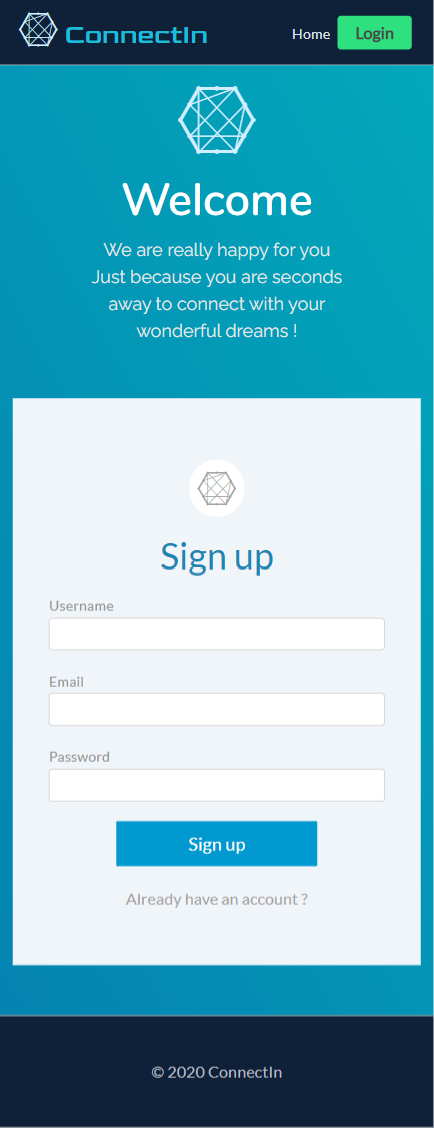 ConnectIn
Home
Login
Welcome
We are really happy for you
Just because you are seconds
away to connect with your
wonderful dreams !
Sign up
Username
Email
Password
Sign up
Already have an account ?
© 2020 ConnectIn